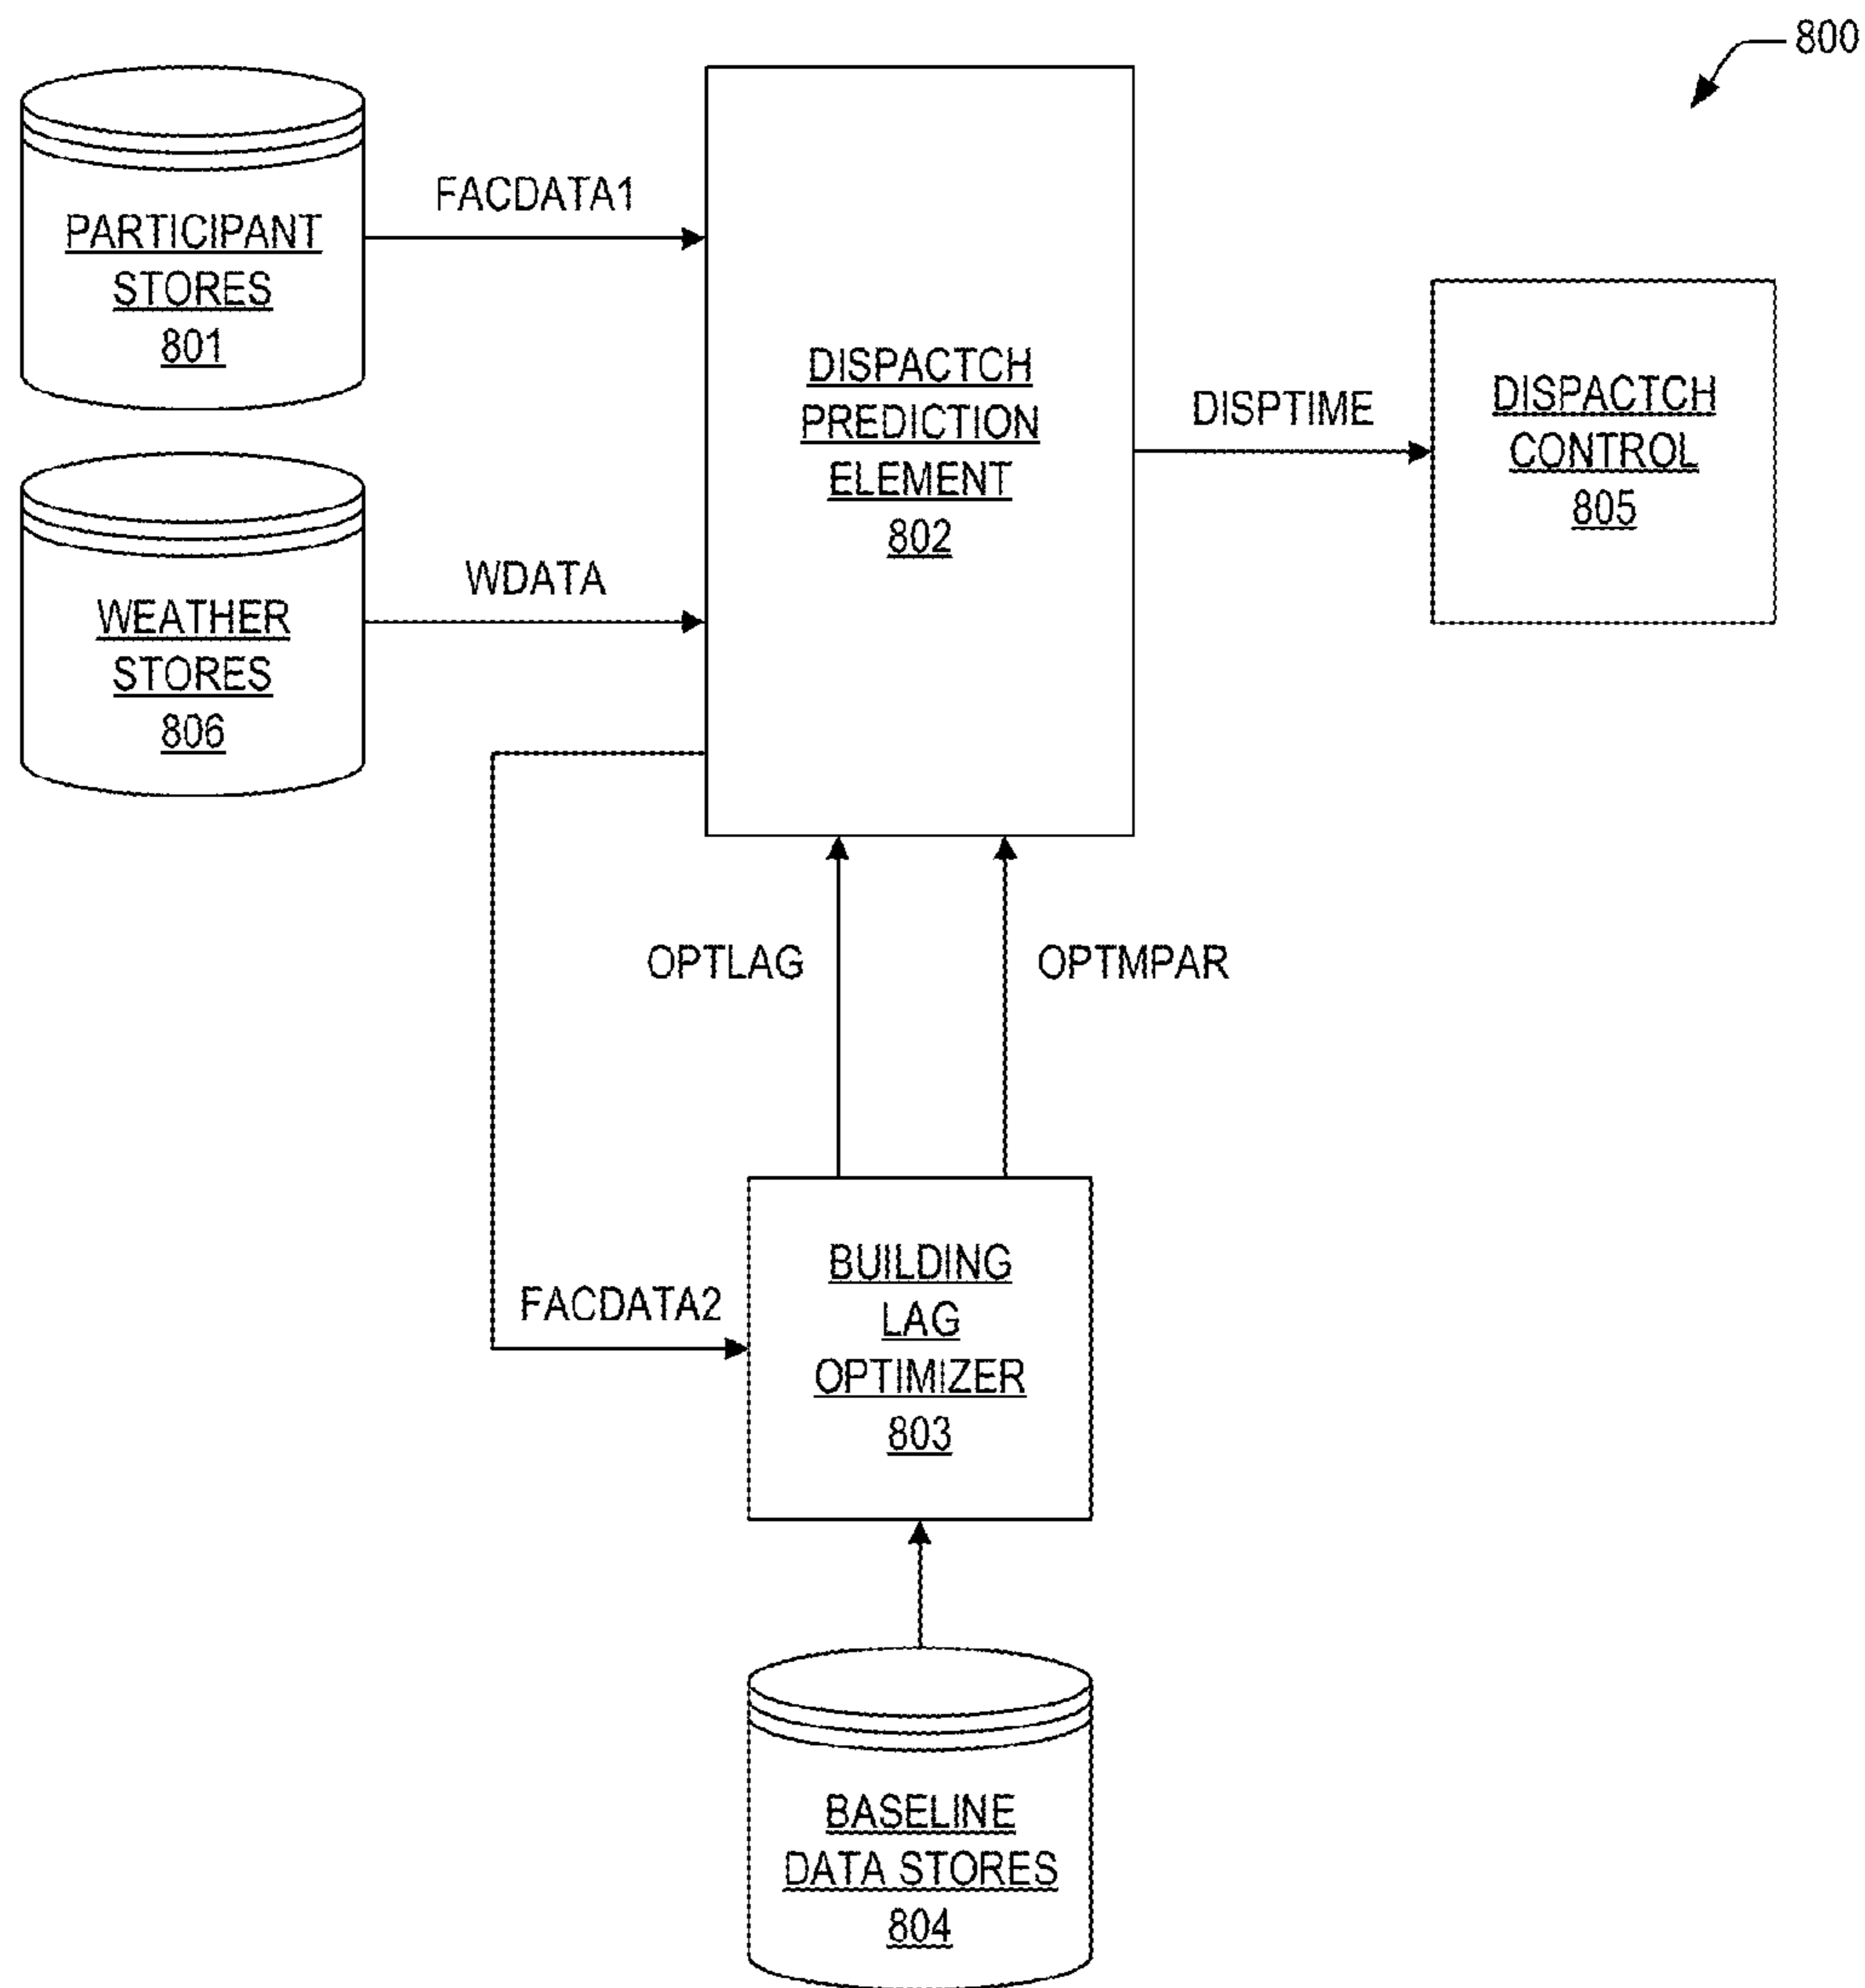 800
PARTICIPANT
STORES
801
FACDATA1
DISPACTCH
PREDICTION
ELEMENT
802
DISPTIME
DISPACTCH
CONTROL
805
WEATHER
STORES
806
WDATA
OPTLAG
OPTMPAR
FACDATA2
BUILDING
LAG
OPTIMIZER
803
BASELINE
DATA STORES
804